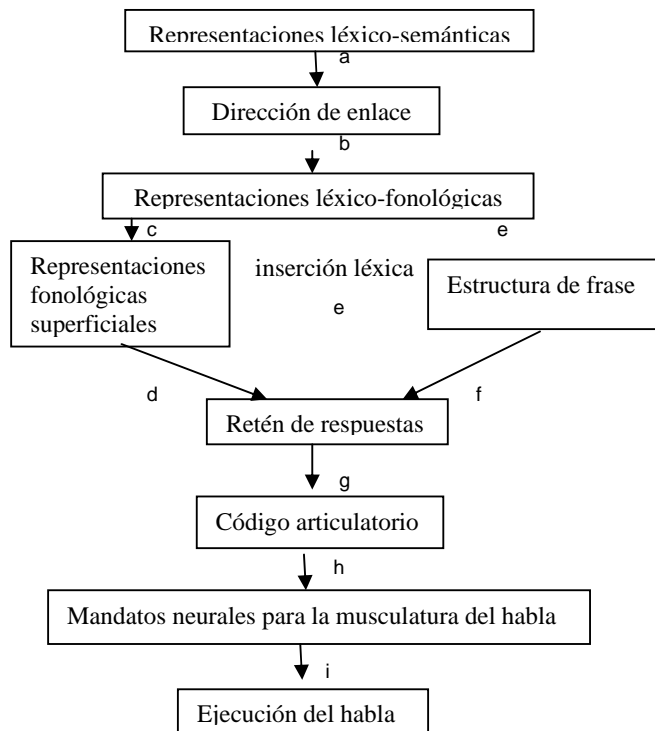 Representaciones léxico-semánticas
a
Dirección de enlace
b
Representaciones léxico-fonológicas
c
e
Representaciones
fonológicas
superficiales
inserción léxica
e
Estructura de frase
d
f
Retén de respuestas
g
Código articulatorio
h
Mandatos neurales para la musculatura del habla
i
Ejecución del habla